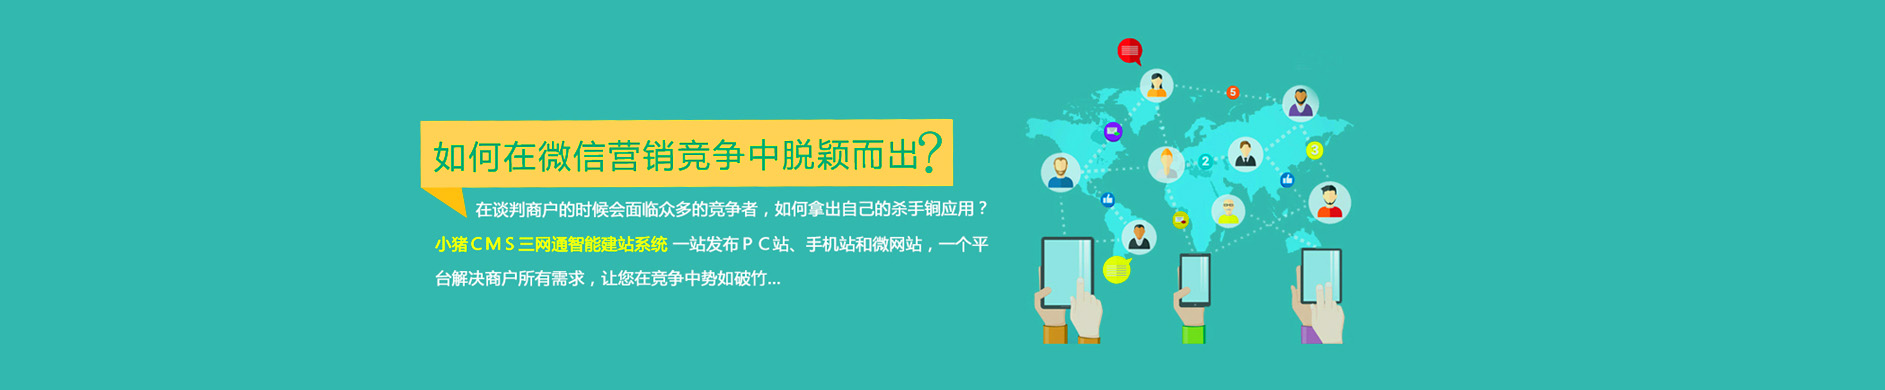 如何在微信营销竞争中脱颖而出?
在谈判商户的时候会面临众多的竞争者，如何拿出自己的杀手锏应用？
小猪CMS三网通智能建站系统 一站发布PC站、手机站和微网站，一个平
台解决商户所有需求，让您在竞争中势如破竹...
5
3
2